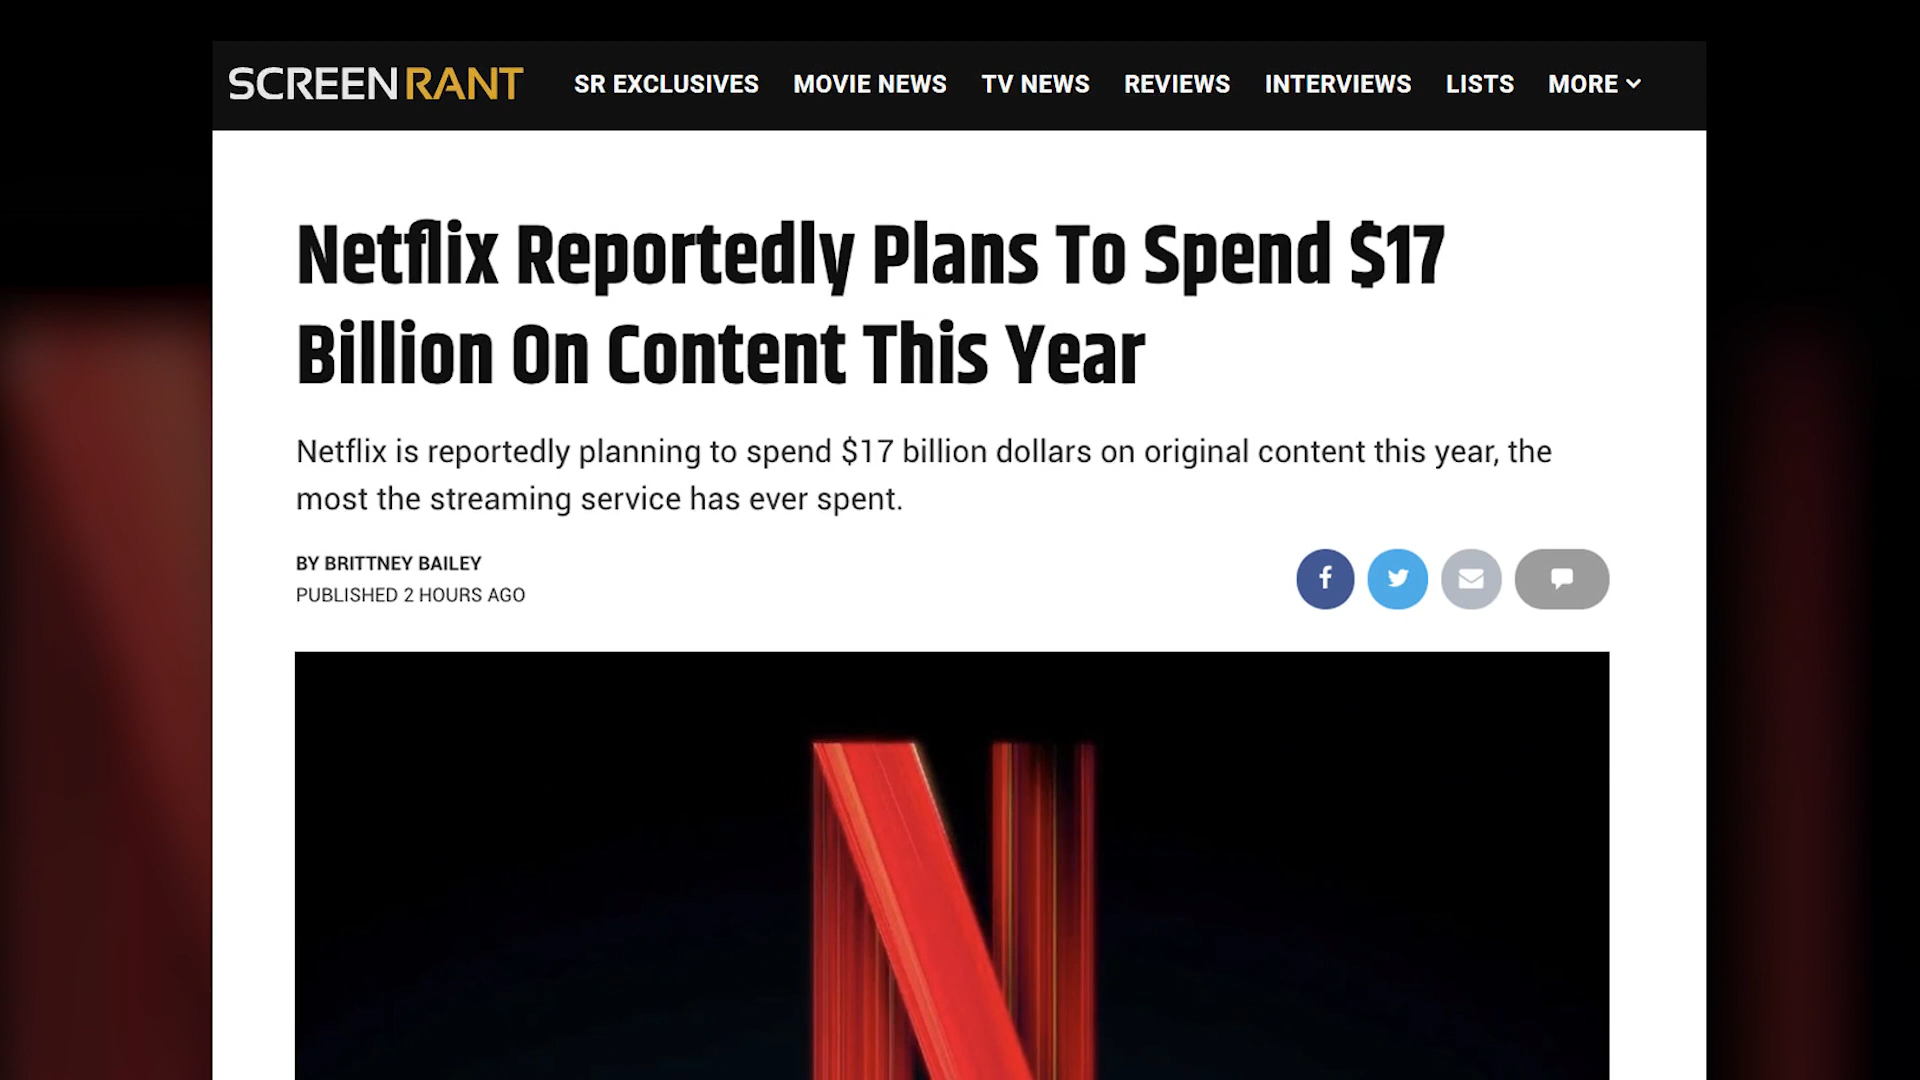 SCREENRANT SR EXCLUSIVES MOVIE NEWS TV NEWS REVIEWS INTERVIEWS LISTS MORE
Netflix Reportedly Plans To Spend $17
Billion On Content This Year
Netflix is reportedly planning to spend $17 billion dollars on original content this year, the
most the streaming service has ever spent.
BY BRITTNEY BAILEY
PUBLISHED 2 HOURS AGO